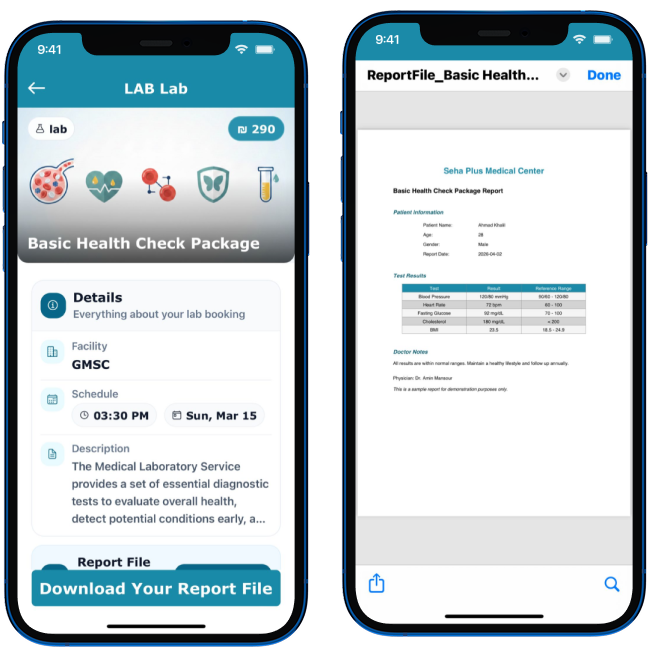 9:41
LAB Lab
lab
₪ 290
Basic Health Check Package
Details
Everything about your lab booking
Facility
GMSC
Schedule
03:30 PM
Sun, Mar 15
Description
The Medical Laboratory Service
provides a set of essential diagnostic
tests to evaluate overall health,
detect potential conditions early, a...
Report File
Download Your Report File
9:41
ReportFile_Basic Health...
Done
Seha Plus Medical Center
Basic Health Check Package Report
Patient Information
Patient Name: Ahmad Khalil
Age: 28
Gender: Male
Report Date: 2026-04-02
Test Results
Test Result Reference Range
Blood Pressure 120/80 mmHg 90/60 - 120/80
Heart Rate 72 bpm 60 - 100
Fasting Glucose 92 mg/dL 70 - 100
Cholesterol 180 mg/dL < 200
BMI 23.5 18.5 - 24.9
Doctor Notes
All results are within normal ranges. Maintain a healthy lifestyle and follow up annually.
Physician: Dr. Amin Mansour
This is a sample report for demonstration purposes only.